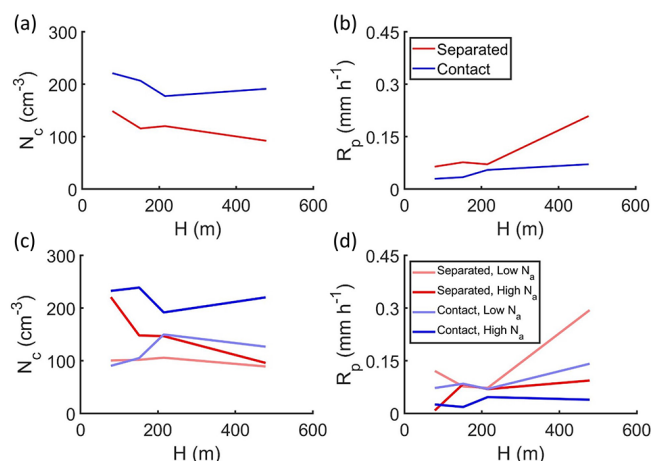 (a)
300
200
100
0
N_c (cm^-3)
0 200 400 600
H (m)
(b)
0.45
0.3
0.15
0
R_p (mm h^-1)
Separated
Contact
0 200 400 600
H (m)
(c)
300
200
100
0
N_c (cm^-3)
0 200 400 600
H (m)
(d)
0.45
0.3
0.15
0
R_p (mm h^-1)
Separated, Low N_a
Separated, High N_a
Contact, Low N_a
Contact, High N_a
0 200 400 600
H (m)